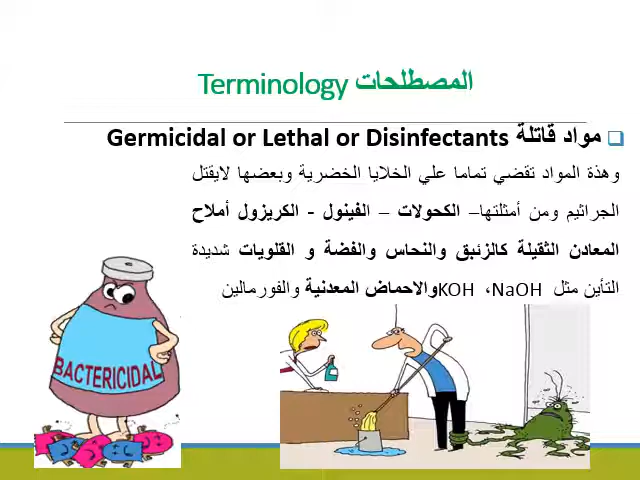 المصطلحات Terminology
مواد قاتلة Germicidal or Lethal or Disinfectants
وهذة المواد تقضي تماما علي الخلايا الخضرية وبعضها لايقتل
الجراثيم ومن أمثلتها– الكحولات – الفينول - الكريزول أملاح
المعادن الثقيلة كالزئبق والنحاس والفضة و القلويات شديدة
التأين مثل KOH ،NaOHوالاحماض المعدنية والفورمالين
BACTERICIDAL